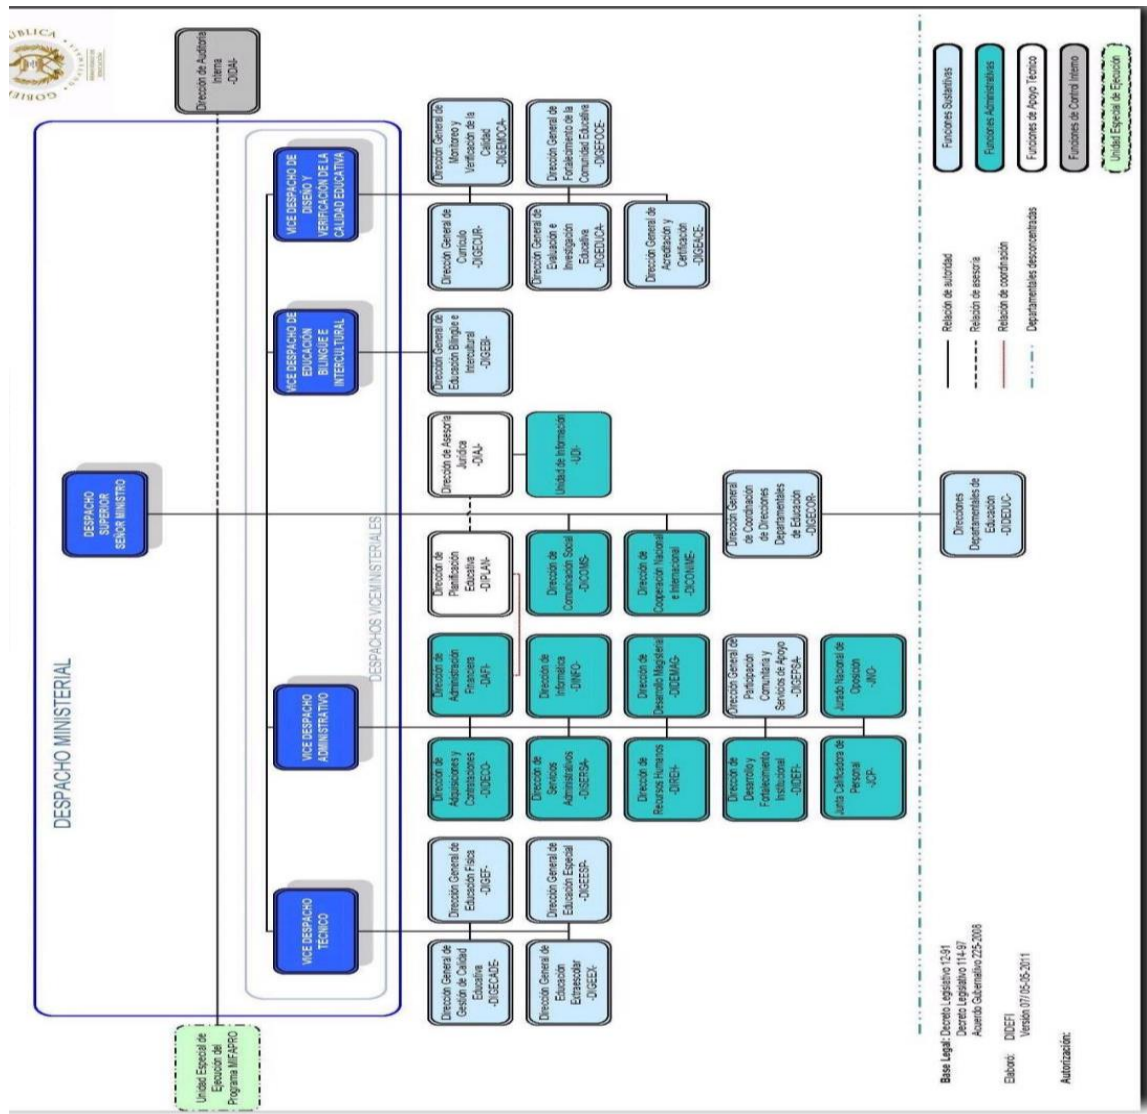 DESPACHO MINISTERIAL
DESPACHO
SUPERIOR
SEÑOR MINISTRO
Unidad Especial de
Ejecución del
Programa MIFAPRO
Dirección de Auditoría
Interna
-DIDAI-
DESPACHOS VICEMINISTERIALES
VICE DESPACHO
TÉCNICO
VICE DESPACHO
ADMINISTRATIVO
VICE DESPACHO DE
EDUCACIÓN
BILINGÜE E
INTERCULTURAL
VICE DESPACHO DE
DISEÑO Y
VERIFICACIÓN DE LA
CALIDAD EDUCATIVA
Dirección General de
Gestión de Calidad
Educativa
-DIGECADE-
Dirección General de
Educación Física
-DIGEF-
Dirección General de
Educación
Extraescolar
-DIGEEX-
Dirección General de
Educación Especial
-DIGEESP-
Dirección de
Adquisiciones y
Contrataciones
-DIDECO-
Dirección de
Administración
Financiera
-DAFI-
Dirección de
Servicios
Administrativos
-DISERSA-
Dirección de
Informática
-DINFO-
Dirección de
Recursos Humanos
-DIREH-
Dirección de
Desarrollo Magisterial
-DIDEMAG-
Dirección de
Desarrollo y
Fortalecimiento
Institucional
-DIDEFI-
Dirección General de
Participación
Comunitaria y
Servicios de Apoyo
-DIGEPSA-
Junta Calificadora de
Personal
-JCP-
Jurado Nacional de
Oposición
-JNO-
Dirección de
Planificación
Educativa
-DIPLAN-
Dirección de Asesoría
Jurídica
-DIAJ-
Dirección de
Comunicación Social
-DICOMS-
Unidad de Información
-UDI-
Dirección de
Cooperación Nacional
e Internacional
-DICONIME-
Dirección General
de Coordinación
de Direcciones
Departamentales
de Educación
-DIGECOR-
Direcciones
Departamentales de
Educación
-DIDEDUC-
Dirección General de
Educación Bilingüe e
Intercultural
-DIGEBI-
Dirección General de
Currículo
-DIGECUR-
Dirección General de
Monitoreo y
Verificación de la
Calidad
-DIGEMOCA-
Dirección General de
Evaluación e
Investigación
Educativa
-DIGEDUCA-
Dirección General de
Fortalecimiento de la
Comunidad Educativa
-DIGEFOCE-
Dirección General de
Acreditación y
Certificación
-DIGEACE-
Base Legal: Decreto Legislativo 12-91
Decreto Legislativo 114-97
Acuerdo Gubernativo 225-2008
Elaboró: DIDEFI
Versión 07/ 05-05-2011
Autorización:
Relación de autoridad
Relación de asesoría
Relación de coordinación
Departamentales desconcentradas
Funciones Sustantivas
Funciones Administrativas
Funciones de Apoyo Técnico
Funciones de Control Interno
Unidad Especial de Ejecución